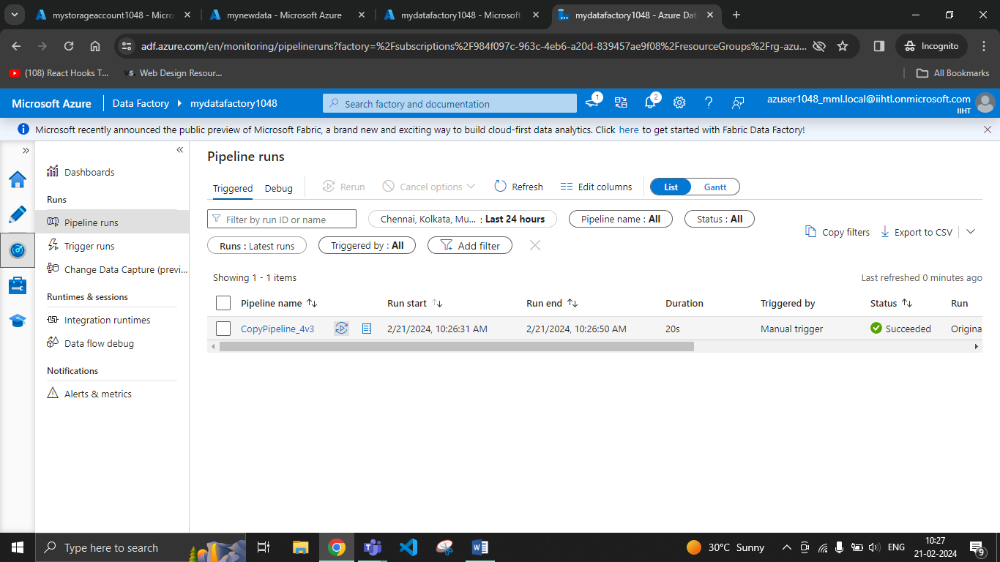 mystorageaccount1048 - Micro
mynewdata - Microsoft Azure
mydatafactory1048 - Microsoft
mydatafactory1048 - Azure Dat
adf.azure.com/en/monitoring/pipelineruns?factory=%2Fsubscriptions%2F984f097c-963c-4eb6-a20d-839457ae9f08%2FresourceGroups%2Frg-azu...
Incognito
(108) React Hooks T...
VS. Web Design Resour...
All Bookmarks
Microsoft Azure
Data Factory
mydatafactory1048
Search factory and documentation
1
2
azuser1048_mml.local@iihtl.onmicrosoft.com
IIHT
Microsoft recently announced the public preview of Microsoft Fabric, a brand new and exciting way to build cloud-first data analytics. Click here to get started with Fabric Data Factory!
Dashboards
Runs
Pipeline runs
Trigger runs
Change Data Capture (previ...
Runtimes & sessions
Integration runtimes
Data flow debug
Notifications
Alerts & metrics
Pipeline runs
Triggered Debug Rerun Cancel options Refresh Edit columns List Gantt
Filter by run ID or name
Chennai, Kolkata, Mu... : Last 24 hours
Pipeline name : All
Status : All
Runs : Latest runs
Triggered by : All
Add filter
Copy filters
Export to CSV
Showing 1 - 1 items
Last refreshed 0 minutes ago
Pipeline name Run start Run end Duration Triggered by Status Run
CopyPipeline_4v3 2/21/2024, 10:26:31 AM 2/21/2024, 10:26:50 AM 20s Manual trigger Succeeded Origina
Type here to search
30°C Sunny
ENG
10:27
21-02-2024
9